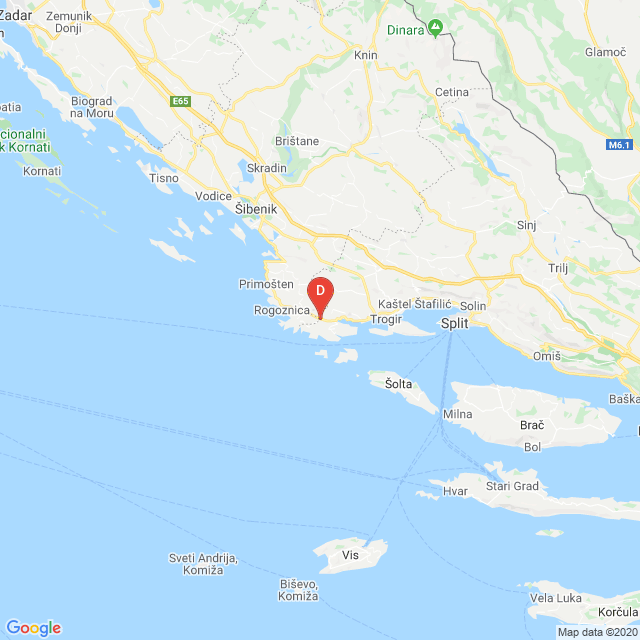 Zadar
Zemunik
Donji
Dinara
Knin
Glamoč
Cetina
Biograd
na Moru
E65
M6.1
Brištane
cionalni
k Kornati
Kornati
Skradin
Tisno
Vodice
Šibenik
Sinj
Trilj
Primošten
D
Rogoznica
Kaštel Štafilić
Solin
Trogir
Split
Omiš
Šolta
Baška
Milna
Brač
Bol
Stari Grad
Hvar
Vis
Sveti Andrija,
Komiža
Biševo,
Komiža
Vela Luka
Korčula
Google
Map data ©2020